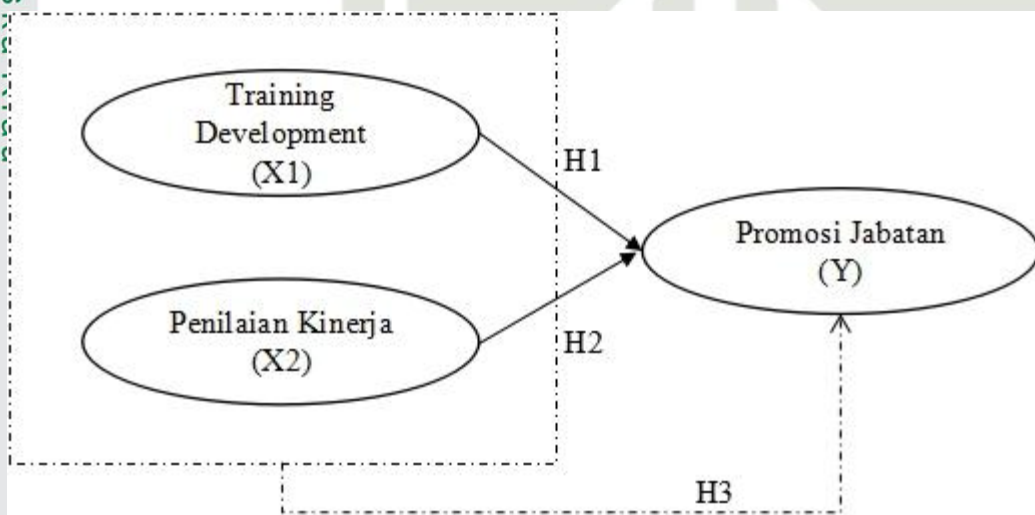 Training
Development
(X1)
H1
Promosi Jabatan
(Y)
Penilaian Kinerja
(X2)
H2
H3